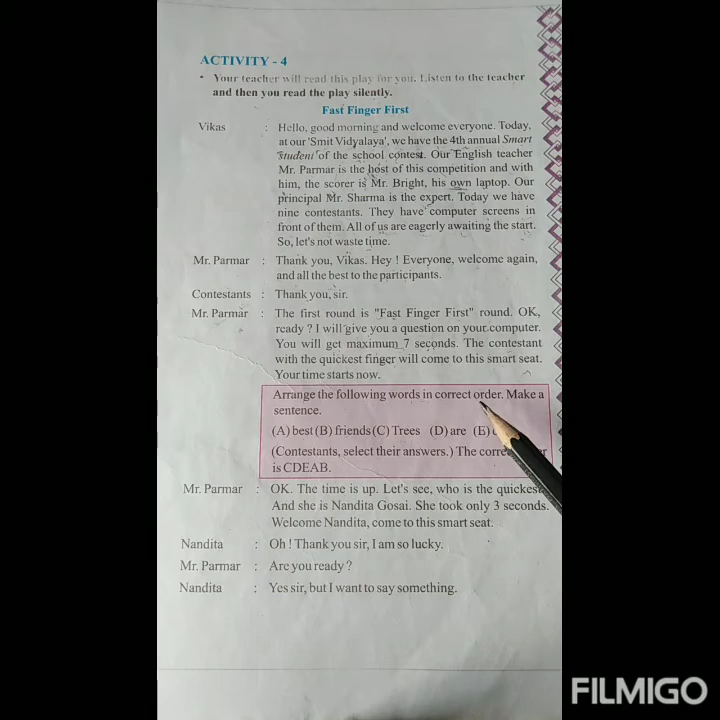 ACTIVITY - 4
• Your teacher will read this play for you. Listen to the teacher
and then you read the play silently.
Fast Finger First
Vikas : Hello, good morning and welcome everyone. Today,
at our 'Smit Vidyalaya', we have the 4th annual Smart
Student of the school contest. Our English teacher
Mr. Parmar is the host of this competition and with
him, the scorer is Mr. Bright, his own laptop. Our
principal Mr. Sharma is the expert. Today we have
nine contestants. They have computer screens in
front of them. All of us are eagerly awaiting the start.
So, let's not waste time.
Mr. Parmar : Thank you, Vikas. Hey ! Everyone, welcome again,
and all the best to the participants.
Contestants : Thank you, sir.
Mr. Parmar : The first round is "Fast Finger First" round. OK,
ready ? I will give you a question on your computer.
You will get maximum 7 seconds. The contestant
with the quickest finger will come to this smart seat.
Your time starts now.
Arrange the following words in correct order. Make a
sentence.
(A) best (B) friends (C) Trees (D) are (E)
(Contestants, select their answers.) The
is CDEAB.
Mr. Parmar : OK. The time is up. Let's see, who is the quickest.
And she is Nandita Gosai. She took only 3 seconds.
Welcome Nandita, come to this smart seat.
Nandita : Oh ! Thank you sir, I am so lucky.
Mr. Parmar : Are you ready ?
Nandita : Yes sir, but I want to say something.
FILMIGO